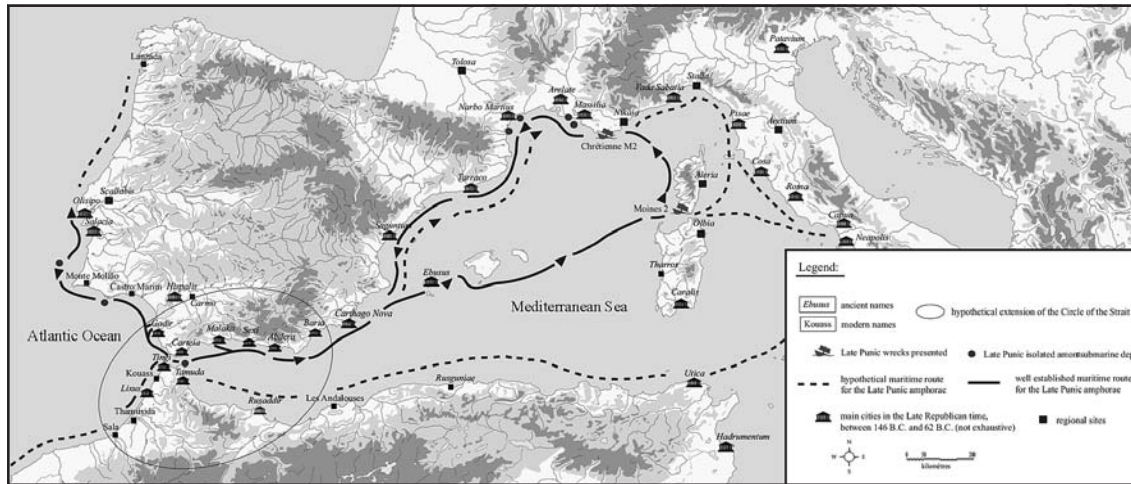 Patavium
Tolosa
Arelate
Vada Sabatia
Narbo Martius
Massilia
Nikaia
Pisae
Chrétienne M2
Cosa
Tarraco
Aleria
Roma
Scallabis
Olisipo
Salacia
Moines 2
Capua
Saguntum
Olbia
Neapolis
Ebusus
Tharros
Monte Molião
Castro Marim
Hispalis
Carmo
Mediterranean Sea
Caralis
Carthago Nova
Atlantic Ocean
Gadir
Malaka
Sexi
Abdera
Baria
Carteia
Tingi
Kouass
Tamuda
Rusguniae
Utica
Lixus
Rusaddir
Les Andalouses
Thamusida
Sala
Hadrumentum
Legend:
Ebusus
ancient names
hypothetical extension of the Circle of the Strait
Kouass
modern names
Late Punic wrecks presented
Late Punic isolated amorsubmarine dep
hypothetical maritime route
for the Late Punic amphorae
well established maritime route
for the Late Punic amphorae
main cities in the Late Republican time,
between 146 B.C. and 62 B.C. (not exhaustive)
regional sites
N
W
E
S
kilométres